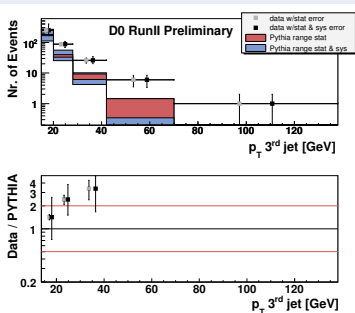 D0 RunII Preliminary
data w/stat error
data w/stat & sys error
Pythia range stat
Pythia range stat & sys
Nr. of Events
10²
10
1
20 40 60 80 100 120
p_T 3rd jet [GeV]
Data / PYTHIA
4
3
2
1
0.2
20 40 60 80 100 120
p_T 3rd jet [GeV]